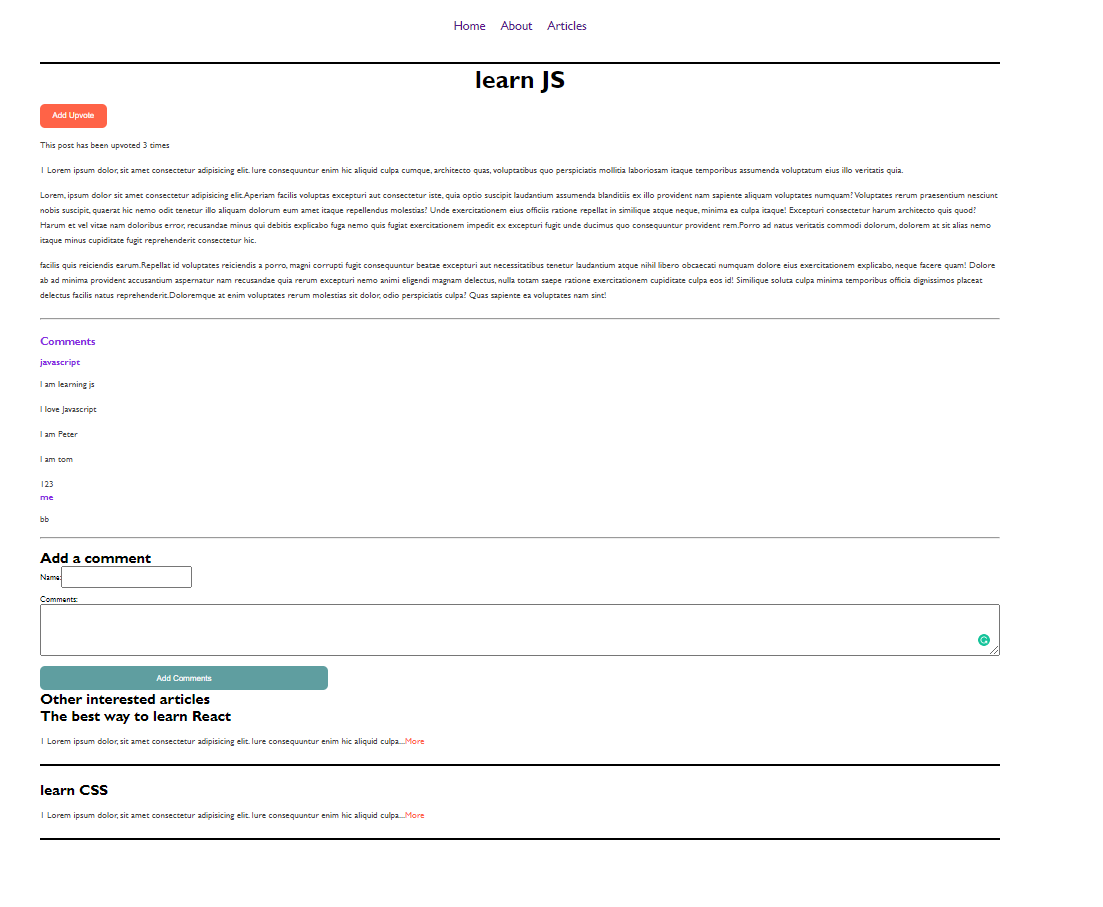 Home About Articles
learn JS
Add Upvote
This post has been upvoted 3 times
1 Lorem ipsum dolor, sit amet consectetur adipisicing elit. Iure consequuntur enim hic aliquid culpa cumque, architecto quas, voluptatibus quo perspiciatis mollitia laboriosam itaque temporibus assumenda voluptatum eius illo veritatis quia.
Lorem, ipsum dolor sit amet consectetur adipisicing elit.Aperiam facilis voluptas excepturi aut consectetur iste, quia optio suscipit laudantium assumenda blanditiis ex illo provident nam sapiente aliquam voluptates numquam? Voluptates rerum praesentium nesciunt
nobis suscipit, quaerat hic nemo odit tenetur illo aliquam dolorum eum amet itaque repellendus molestias? Unde exercitationem eius officiis ratione repellat in similique atque neque, minima ea culpa itaque! Excepturi consectetur harum architecto quis quod?
Harum et vel vitae nam doloribus error, recusandae minus qui debitis explicabo fuga nemo quis fugiat exercitationem impedit ex excepturi fugit unde ducimus quo consequuntur provident rem.Porro ad natus veritatis commodi dolorum, dolorem at sit alias nemo
itaque minus cupiditate fugit reprehenderit consectetur hic.
facilis quis reiciendis earum.Repellat id voluptates reiciendis a porro, magni corrupti fugit consequuntur beatae excepturi aut necessitatibus tenetur laudantium atque nihil libero obcaecati numquam dolore eius exercitationem explicabo, neque facere quam! Dolore
ab ad minima provident accusantium aspernatur nam recusandae quia rerum excepturi nemo animi eligendi magnam delectus, nulla totam saepe ratione exercitationem cupiditate culpa eos id! Similique soluta culpa minima temporibus officia dignissimos placeat
delectus facilis natus reprehenderit.Doloremque at enim voluptates rerum molestias sit dolor, odio perspiciatis culpa? Quas sapiente ea voluptates nam sint!
Comments
javascript
I am learning js
I love Javascript
I am Peter
I am tom
123
me
bb
Add a comment
Name:
Comments:
Add Comments
Other interested articles
The best way to learn React
1 Lorem ipsum dolor, sit amet consectetur adipisicing elit. Iure consequuntur enim hic aliquid culpa...More
learn CSS
1 Lorem ipsum dolor, sit amet consectetur adipisicing elit. Iure consequuntur enim hic aliquid culpa...More